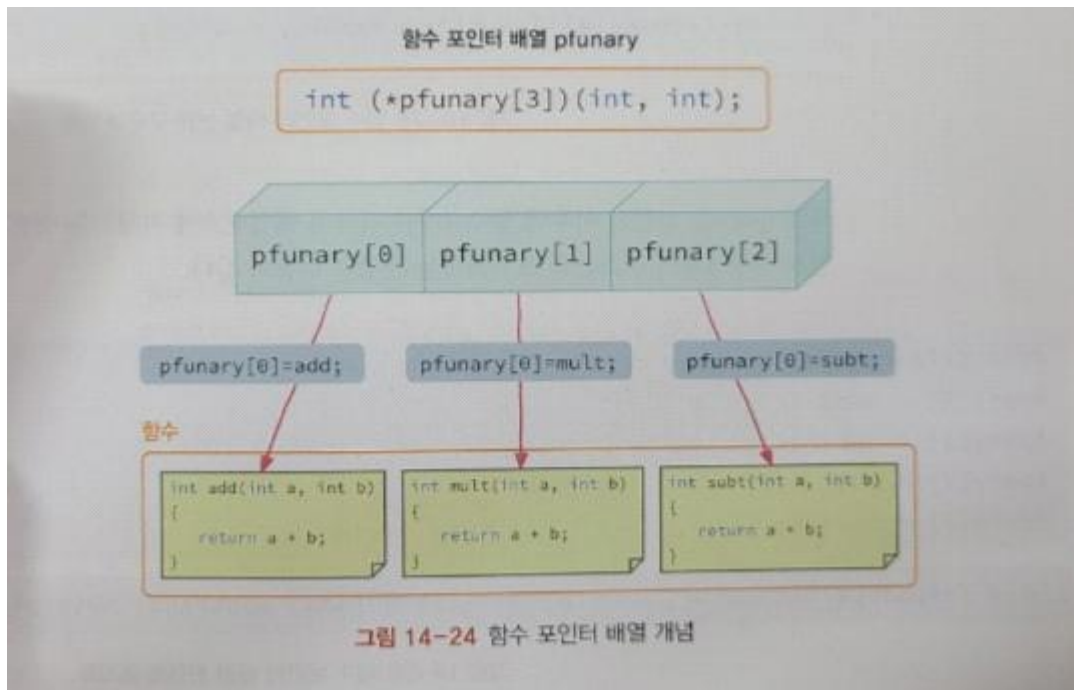 함수 포인터 배열 pfunary
int (*pfunary[3])(int, int);
pfunary[0] pfunary[1] pfunary[2]
pfunary[0]=add; pfunary[0]=mult; pfunary[0]=subt;
함수
int add(int a, int b)
{
return a + b;
}
int mult(int a, int b)
{
return a + b;
}
int subt(int a, int b)
{
return a + b;
}
그림 14-24 함수 포인터 배열 개념